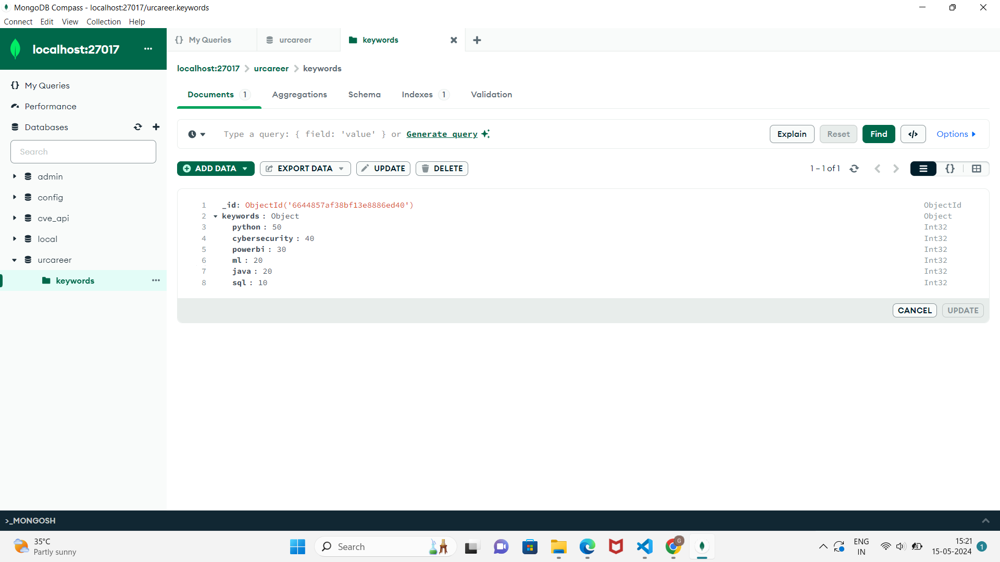 MongoDB Compass - localhost:27017/urcareer.keywords
Connect Edit View Collection Help
localhost:27017 ...
{} My Queries
urcareer
keywords
localhost:27017 > urcareer > keywords
My Queries
Performance
Databases
Search
admin
config
cve_api
local
urcareer
keywords ...
Documents 1 Aggregations Schema Indexes 1 Validation
Type a query: { field: 'value' } or Generate query
Explain Reset Find </> Options
ADD DATA EXPORT DATA UPDATE DELETE
1 – 1 of 1
{}
1 _id: ObjectId('6644857af38bf13e8886ed40') ObjectId
2 keywords : Object Object
3 python : 50 Int32
4 cybersecurity : 40 Int32
5 powerbi : 30 Int32
6 ml : 20 Int32
7 java : 20 Int32
8 sql : 10 Int32
CANCEL UPDATE
>_MONGOSH
35°C
Partly sunny
Search
G
ENG
IN
15:21
15-05-2024
1